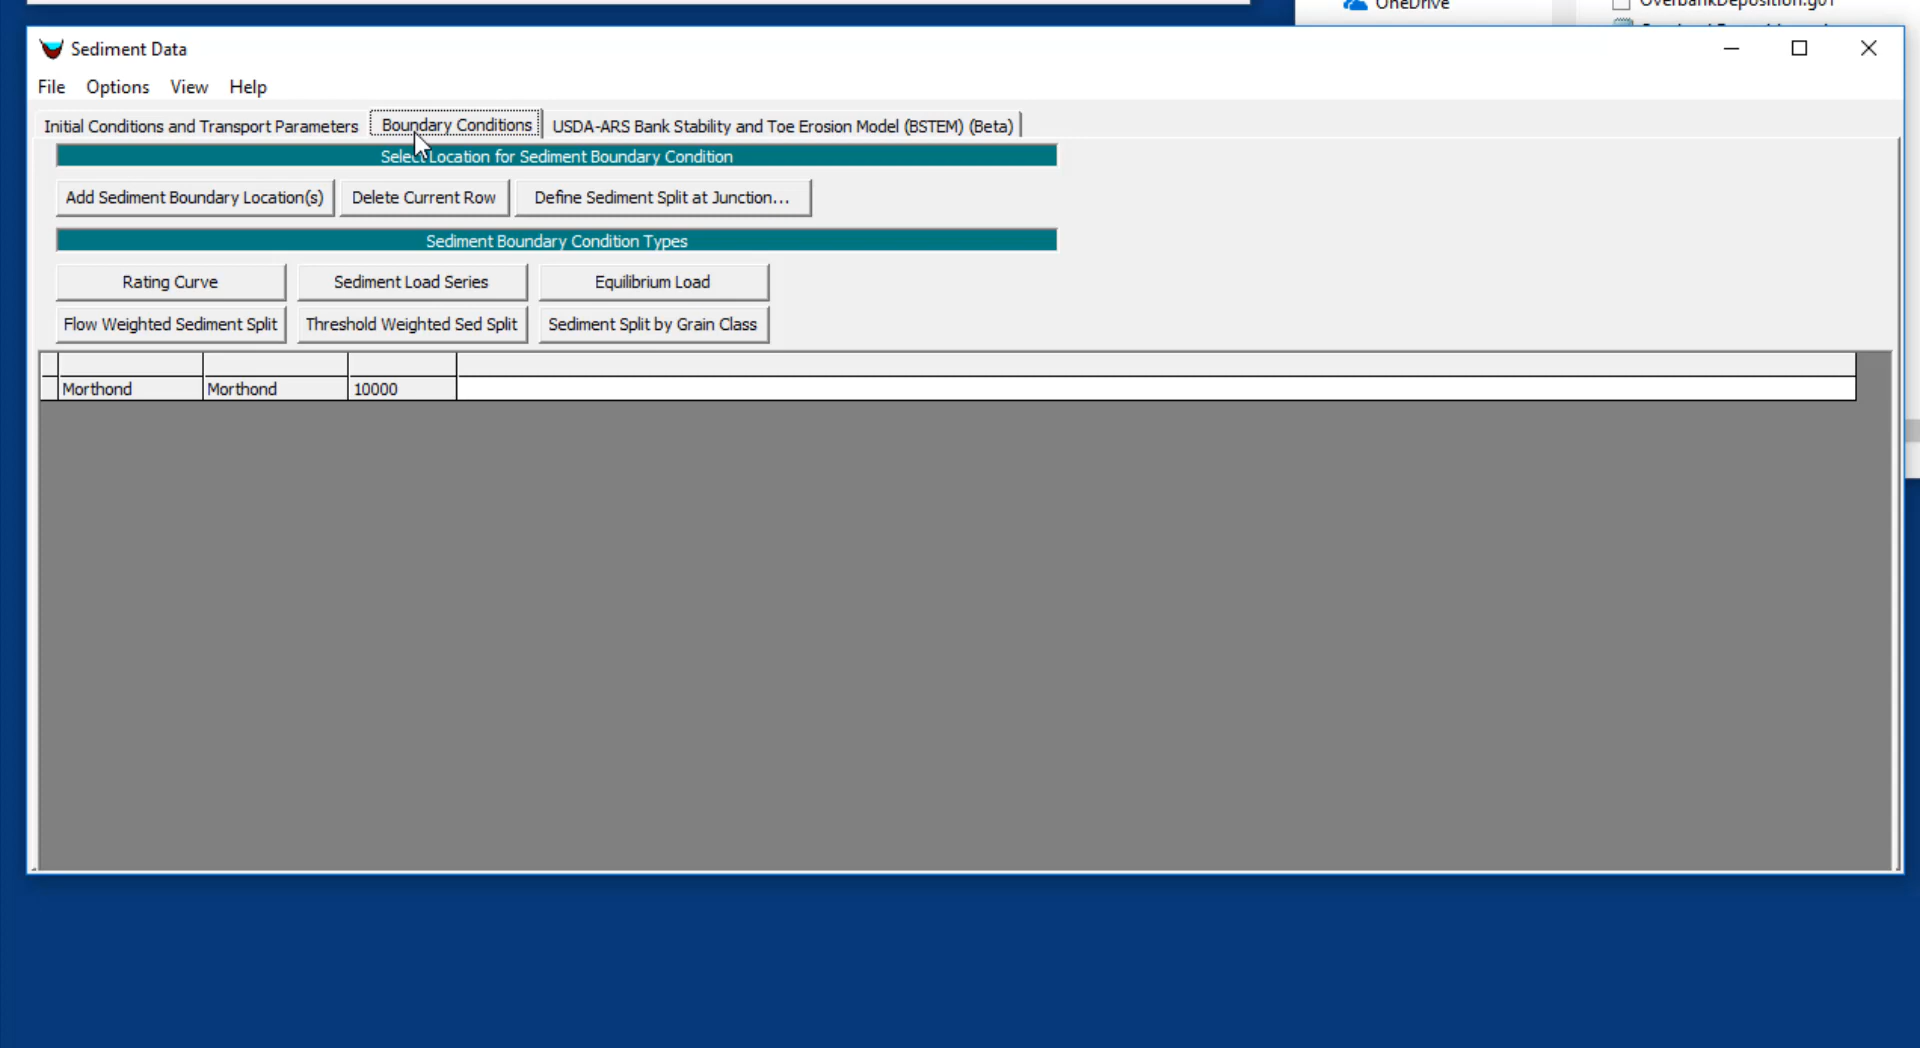 OneDrive
OverbankDeposition.g01
Sediment Data
File Options View Help
Initial Conditions and Transport Parameters Boundary Conditions USDA-ARS Bank Stability and Toe Erosion Model (BSTEM) (Beta)
Select Location for Sediment Boundary Condition
Add Sediment Boundary Location(s) Delete Current Row Define Sediment Split at Junction...
Sediment Boundary Condition Types
Rating Curve Sediment Load Series Equilibrium Load
Flow Weighted Sediment Split Threshold Weighted Sed Split Sediment Split by Grain Class
Morthond Morthond 10000